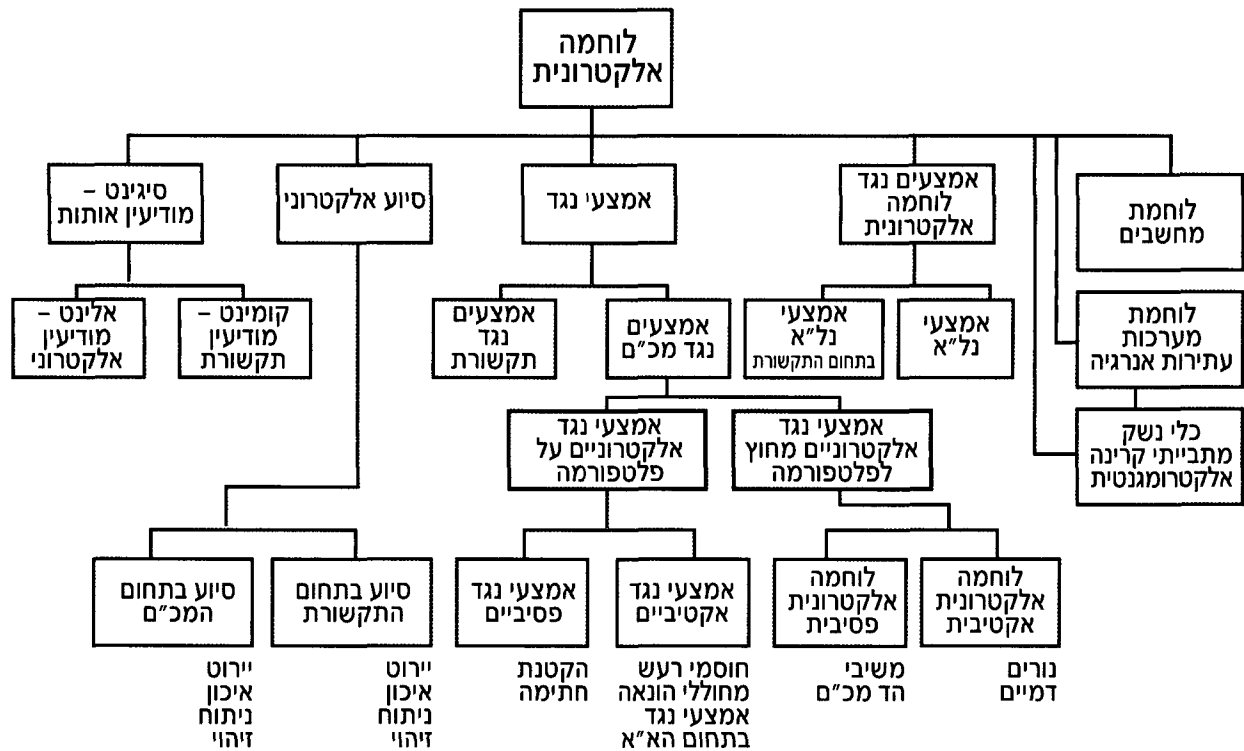 לוחמה
אלקטרונית
לוחמת
מחשבים
אמצעים נגד
לוחמה
אלקטרונית
אמצעי נגד
סיוע אלקטרוני
סיגינט –
מודיעין אותות
לוחמת
מערכות
עתירות אנרגיה
אמצעי
נל״א
אמצעי
נל״א
בתחום התקשורת
אמצעים
נגד מכ״ם
אמצעים
נגד
תקשורת
קומינט –
מודיעין
תקשורת
אלינט –
מודיעין
אלקטרוני
כלי נשק
מתבייתי קרינה
אלקטרומגנטית
אמצעי נגד
אלקטרוניים מחוץ
לפלטפורמה
אמצעי נגד
אלקטרוניים על
פלטפורמה
לוחמה
אלקטרונית
אקטיבית
לוחמה
אלקטרונית
פסיבית
אמצעי נגד
אקטיביים
אמצעי נגד
פסיביים
סיוע בתחום
התקשורת
סיוע בתחום
המכ״ם
נורים
דמיים
משיבי
הד מכ״ם
חוסמי רעש
מחוללי הונאה
אמצעי נגד
בתחום הא״א
הקטנת
חתימה
יירוט
איכון
ניתוח
זיהוי
יירוט
איכון
ניתוח
זיהוי